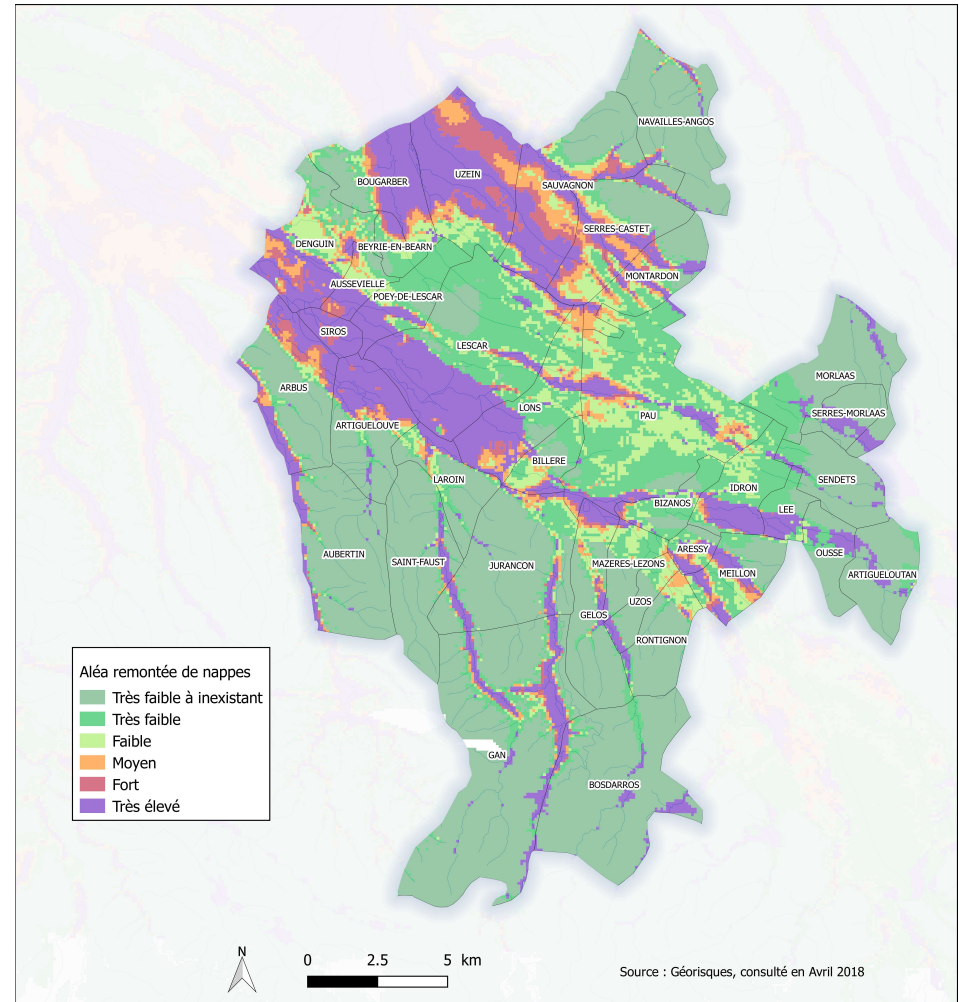 NAVAILLES-ANGOS
BOUGARBER
UZEIN
SAUVAGNON
SERRES-CASTET
DENGUIN
BEYRIE-EN-BEARN
MONTARDON
AUSSEVIELLE
POEY-DE-LESCAR
SIROS
LESCAR
MORLAAS
ARBUS
LONS
SERRES-MORLAAS
PAU
ARTIGUELOUVE
BILLERE
LAROIN
IDRON
SENDETS
BIZANOS
LEE
AUBERTIN
SAINT-FAUST
JURANCON
MAZERES-LEZONS
ARESSY
OUSSE
MEILLON
ARTIGUELOUTAN
UZOS
GELOS
RONTIGNON
GAN
BOSDARROS
Aléa remontée de nappes
Très faible à inexistant
Très faible
Faible
Moyen
Fort
Très élevé
N
0 2.5 5 km
Source : Géorisques, consulté en Avril 2018